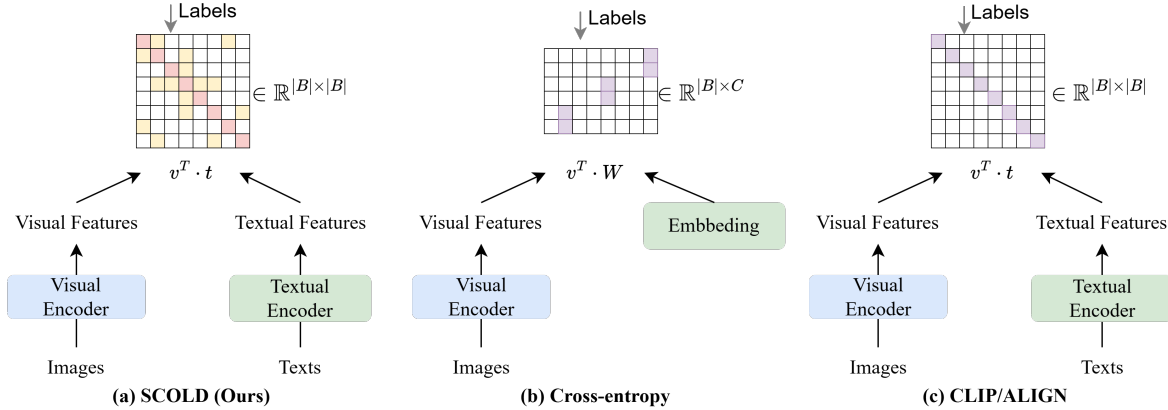 Labels
∈ ℝ^{|B|×|B|}
v^T · t
Visual Features
Textual Features
Visual
Encoder
Textual
Encoder
Images
Texts
(a) SCOLD (Ours)
Labels
∈ ℝ^{|B|×C}
v^T · W
Visual Features
Embbeding
Visual
Encoder
Images
(b) Cross-entropy
Labels
∈ ℝ^{|B|×|B|}
v^T · t
Visual Features
Textual Features
Visual
Encoder
Textual
Encoder
Images
Texts
(c) CLIP/ALIGN